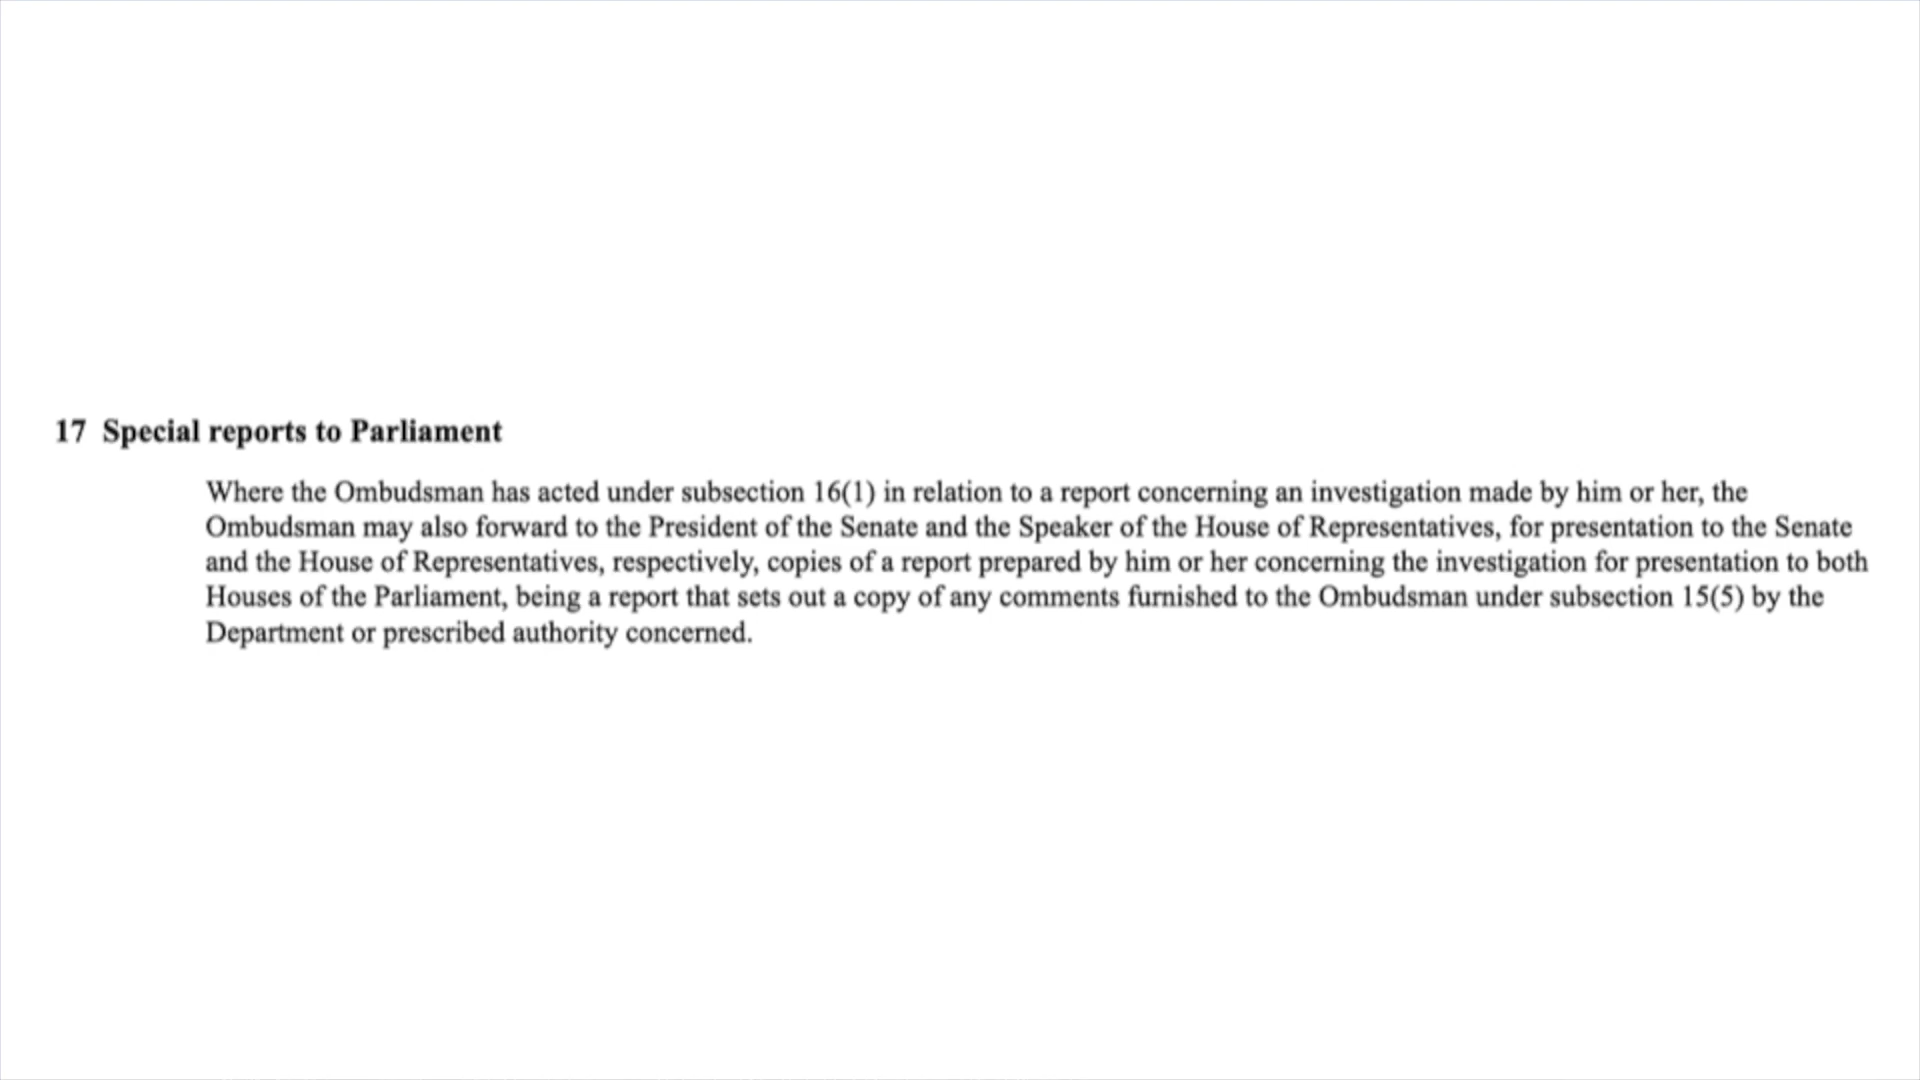 17 Special reports to Parliament
Where the Ombudsman has acted under subsection 16(1) in relation to a report concerning an investigation made by him or her, the
Ombudsman may also forward to the President of the Senate and the Speaker of the House of Representatives, for presentation to the Senate
and the House of Representatives, respectively, copies of a report prepared by him or her concerning the investigation for presentation to both
Houses of the Parliament, being a report that sets out a copy of any comments furnished to the Ombudsman under subsection 15(5) by the
Department or prescribed authority concerned.